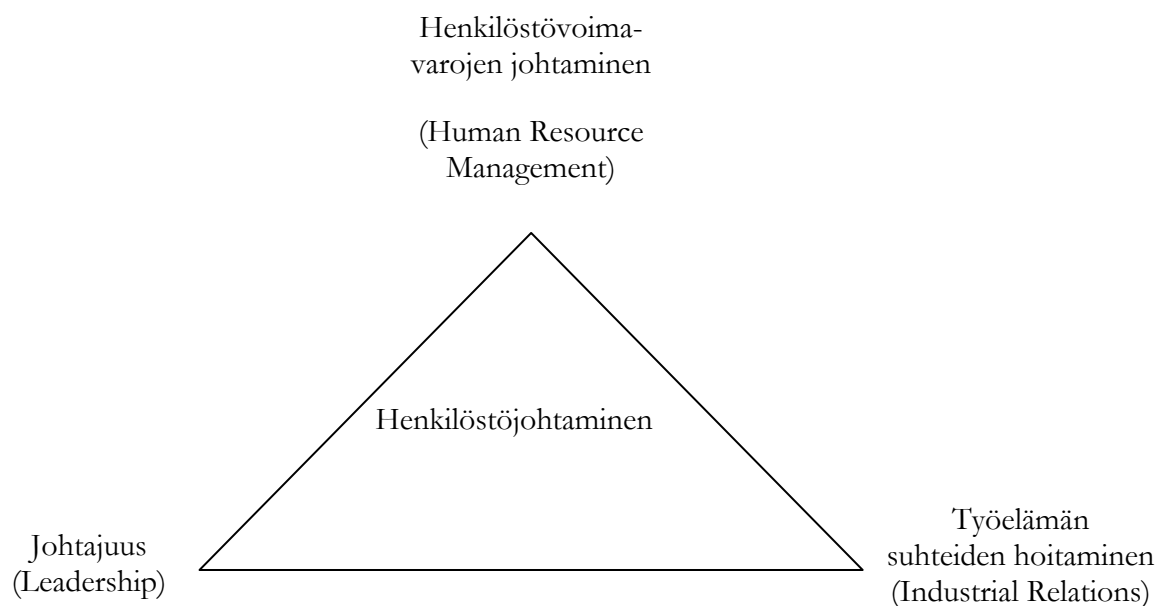 Henkilöstövoima-
varojen johtaminen
(Human Resource
Management)
Henkilöstöjohtaminen
Johtajuus
(Leadership)
Työelämän
suhteiden hoitaminen
(Industrial Relations)